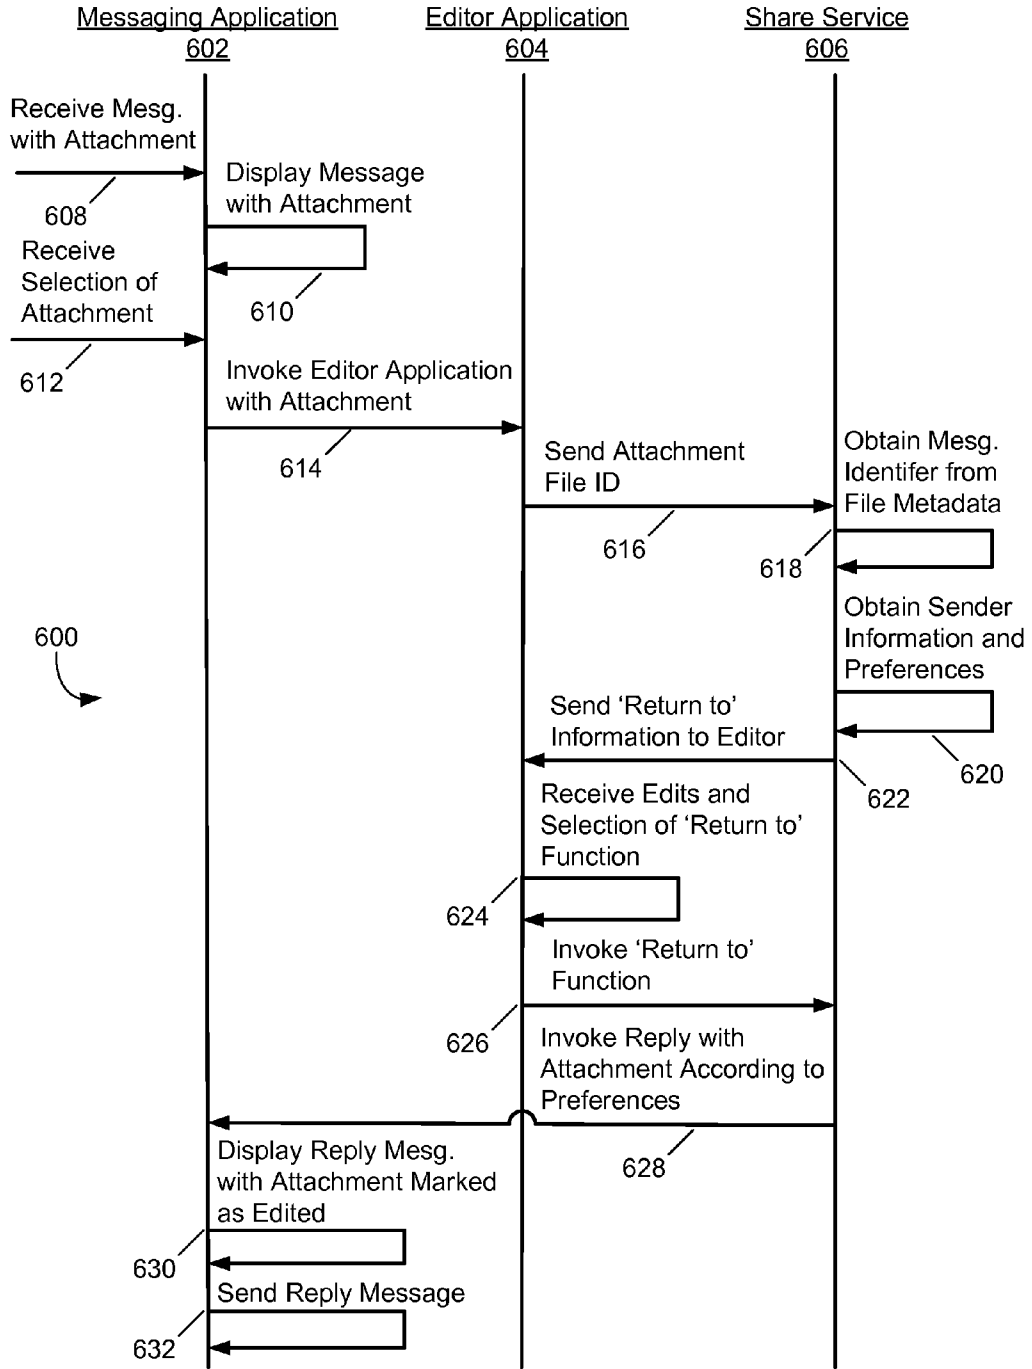 Messaging Application
602
Editor Application
604
Share Service
606
Receive Mesg.
with Attachment
608
Display Message
with Attachment
610
Receive
Selection of
Attachment
612
Invoke Editor Application
with Attachment
614
Send Attachment
File ID
616
Obtain Mesg.
Identifer from
File Metadata
618
Obtain Sender
Information and
Preferences
620
600
Send ‘Return to’
Information to Editor
622
Receive Edits and
Selection of ‘Return to’
Function
624
Invoke ‘Return to’
Function
626
Invoke Reply with
Attachment According to
Preferences
628
Display Reply Mesg.
with Attachment Marked
as Edited
630
Send Reply Message
632